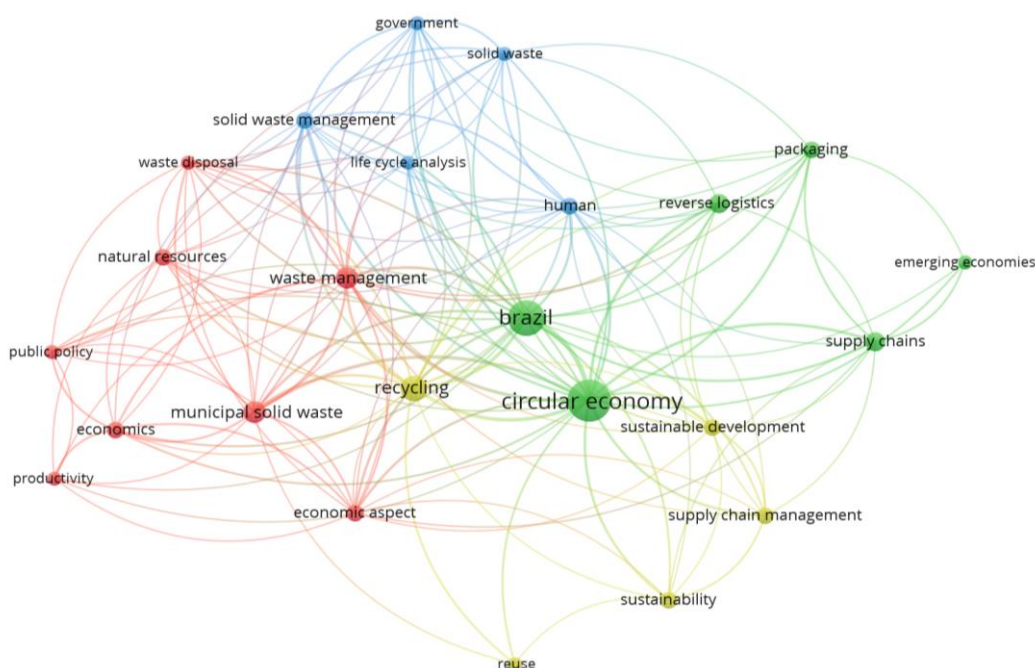 government
solid waste
solid waste management
packaging
waste disposal
life cycle analysis
reverse logistics
human
natural resources
emerging economies
waste management
brazil
supply chains
public policy
recycling
circular economy
municipal solid waste
sustainable development
economics
productivity
economic aspect
supply chain management
sustainability
reuse